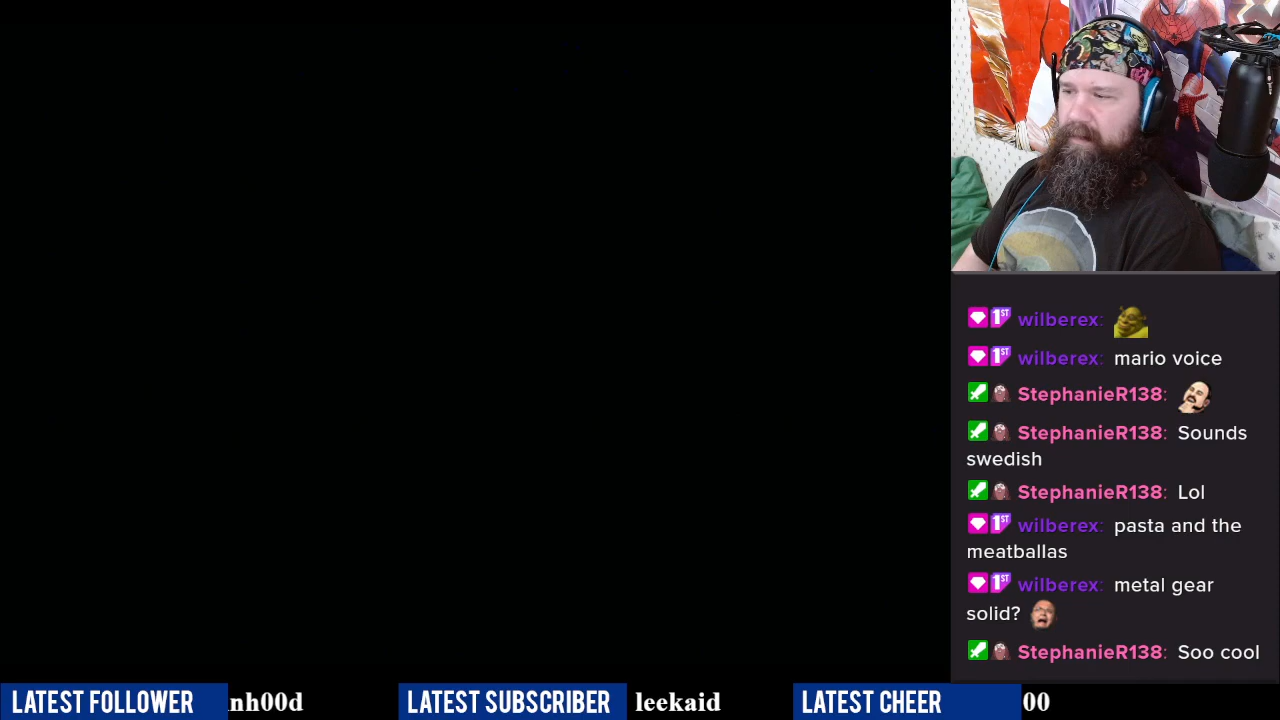 wilberex:
wilberex: mario voice
StephanieR138:
StephanieR138: Sounds
swedish
StephanieR138: Lol
wilberex: pasta and the
meatballas
wilberex: metal gear
solid?
StephanieR138: Soo cool
LATEST FOLLOWER nh00d LATEST SUBSCRIBER leekaid LATEST CHEER 00